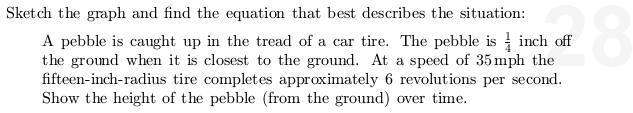 Sketch the graph and find the equation that best describes the situation:
A pebble is caught up in the tread of a car tire. The pebble is 1/4 inch off
the ground when it is closest to the ground. At a speed of 35 mph the
fifteen-inch-radius tire completes approximately 6 revolutions per second.
Show the height of the pebble (from the ground) over time.
28